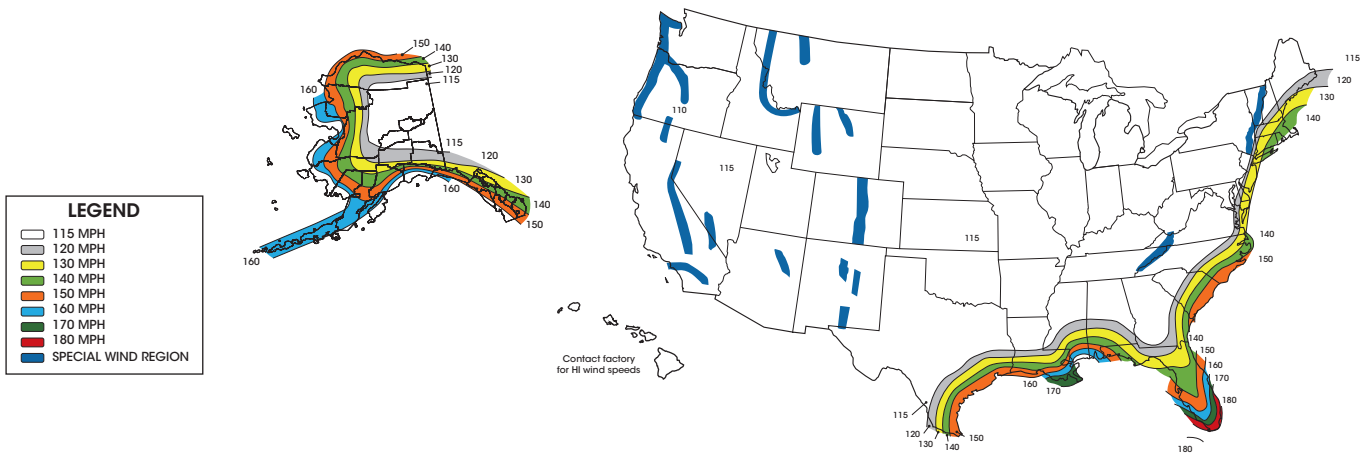 LEGEND
115 MPH
120 MPH
130 MPH
140 MPH
150 MPH
160 MPH
170 MPH
180 MPH
SPECIAL WIND REGION
150
140
130
120
115
160
115
120
160
130
140
150
160
Contact factory
for HI wind speeds
110
115
115
115
120
130
140
140
150
140
150
160
170
180
180
160
170
115
120
130
140
150